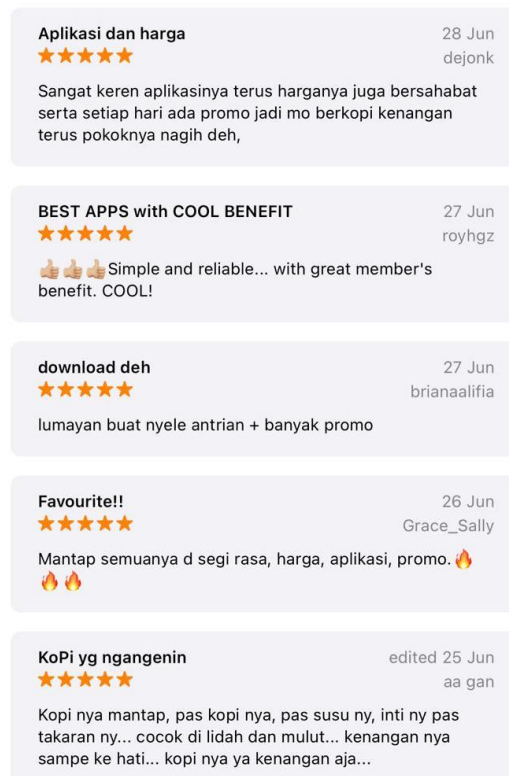 Aplikasi dan harga 28 Jun
★★★★★ dejonk
Sangat keren aplikasinya terus harganya juga bersahabat
serta setiap hari ada promo jadi mo berkopi kenangan
terus pokoknya nagih deh,
BEST APPS with COOL BENEFIT 27 Jun
★★★★★ royhgz
👍🏼👍🏼👍🏼Simple and reliable... with great member's
benefit. COOL!
download deh 27 Jun
★★★★★ brianaalifia
lumayan buat nyele antrian + banyak promo
Favourite!! 26 Jun
★★★★★ Grace_Sally
Mantap semuanya d segi rasa, harga, aplikasi, promo.🔥
🔥🔥
KoPi yg ngangenin edited 25 Jun
★★★★★ aa gan
Kopi nya mantap, pas kopi nya, pas susu ny, inti ny pas
takaran ny... cocok di lidah dan mulut... kenangan nya
sampe ke hati... kopi nya ya kenangan aja...